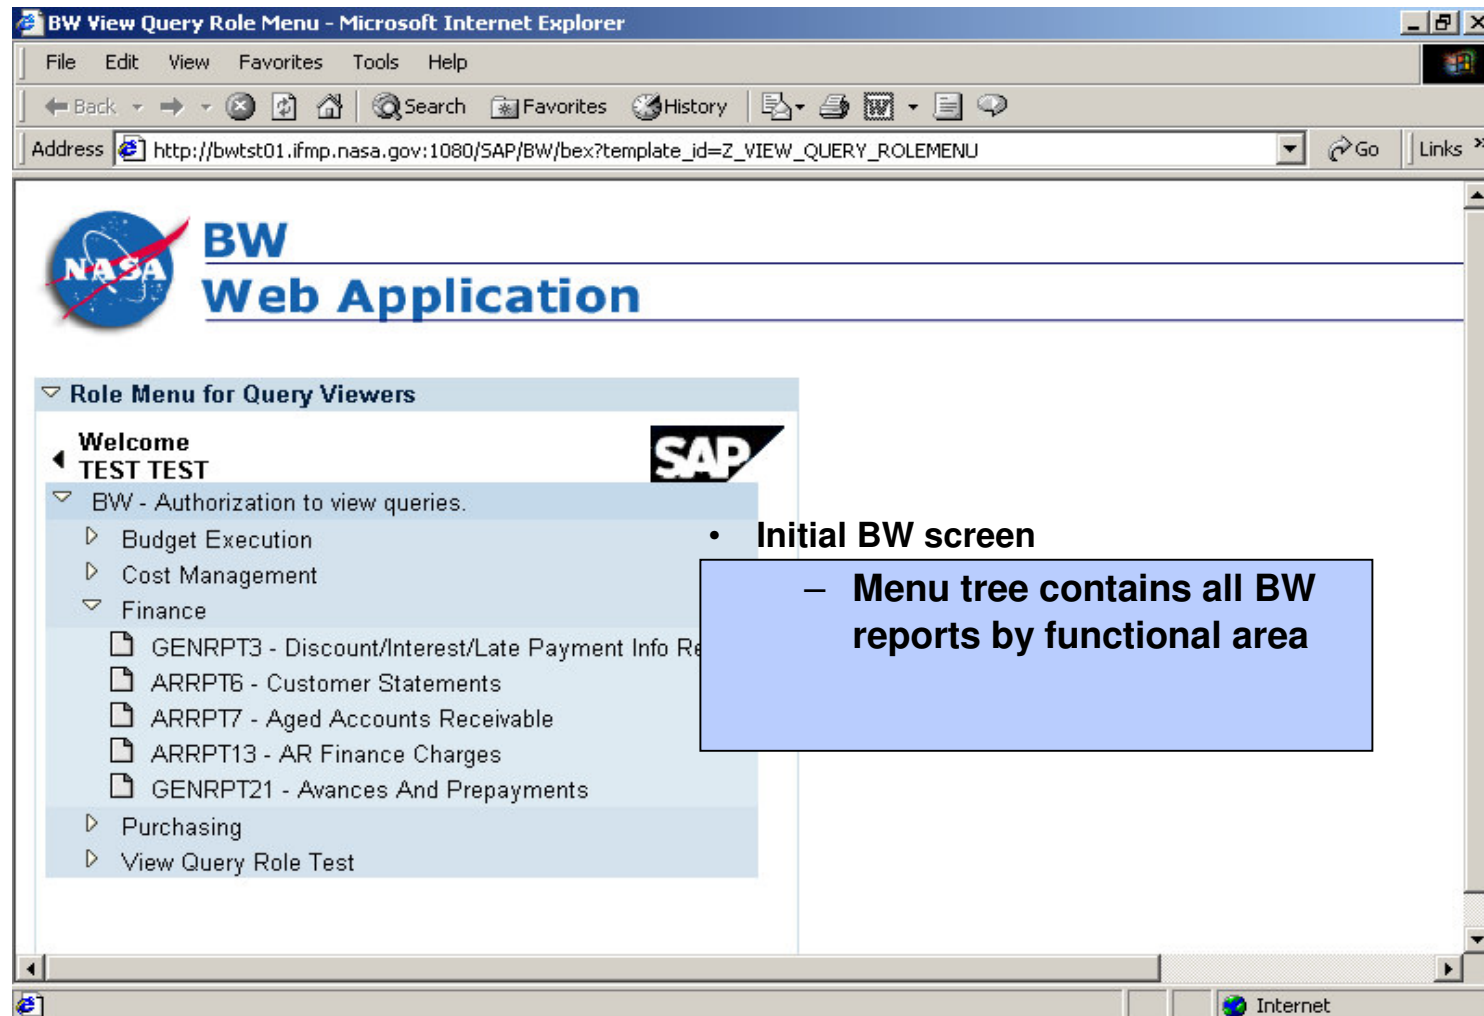 BW View Query Role Menu - Microsoft Internet Explorer
File Edit View Favorites Tools Help
Back Search Favorites History
Address http://bwtst01.ifmp.nasa.gov:1080/SAP/BW/bex?template_id=Z_VIEW_QUERY_ROLEMENU Go Links »
NASA
BW
Web Application
Role Menu for Query Viewers
Welcome
TEST TEST
SAP
BW - Authorization to view queries.
Budget Execution
Cost Management
Finance
GENRPT3 - Discount/Interest/Late Payment Info Re
ARRPT6 - Customer Statements
ARRPT7 - Aged Accounts Receivable
ARRPT13 - AR Finance Charges
GENRPT21 - Avances And Prepayments
Purchasing
View Query Role Test
• Initial BW screen
– Menu tree contains all BW
reports by functional area
Internet